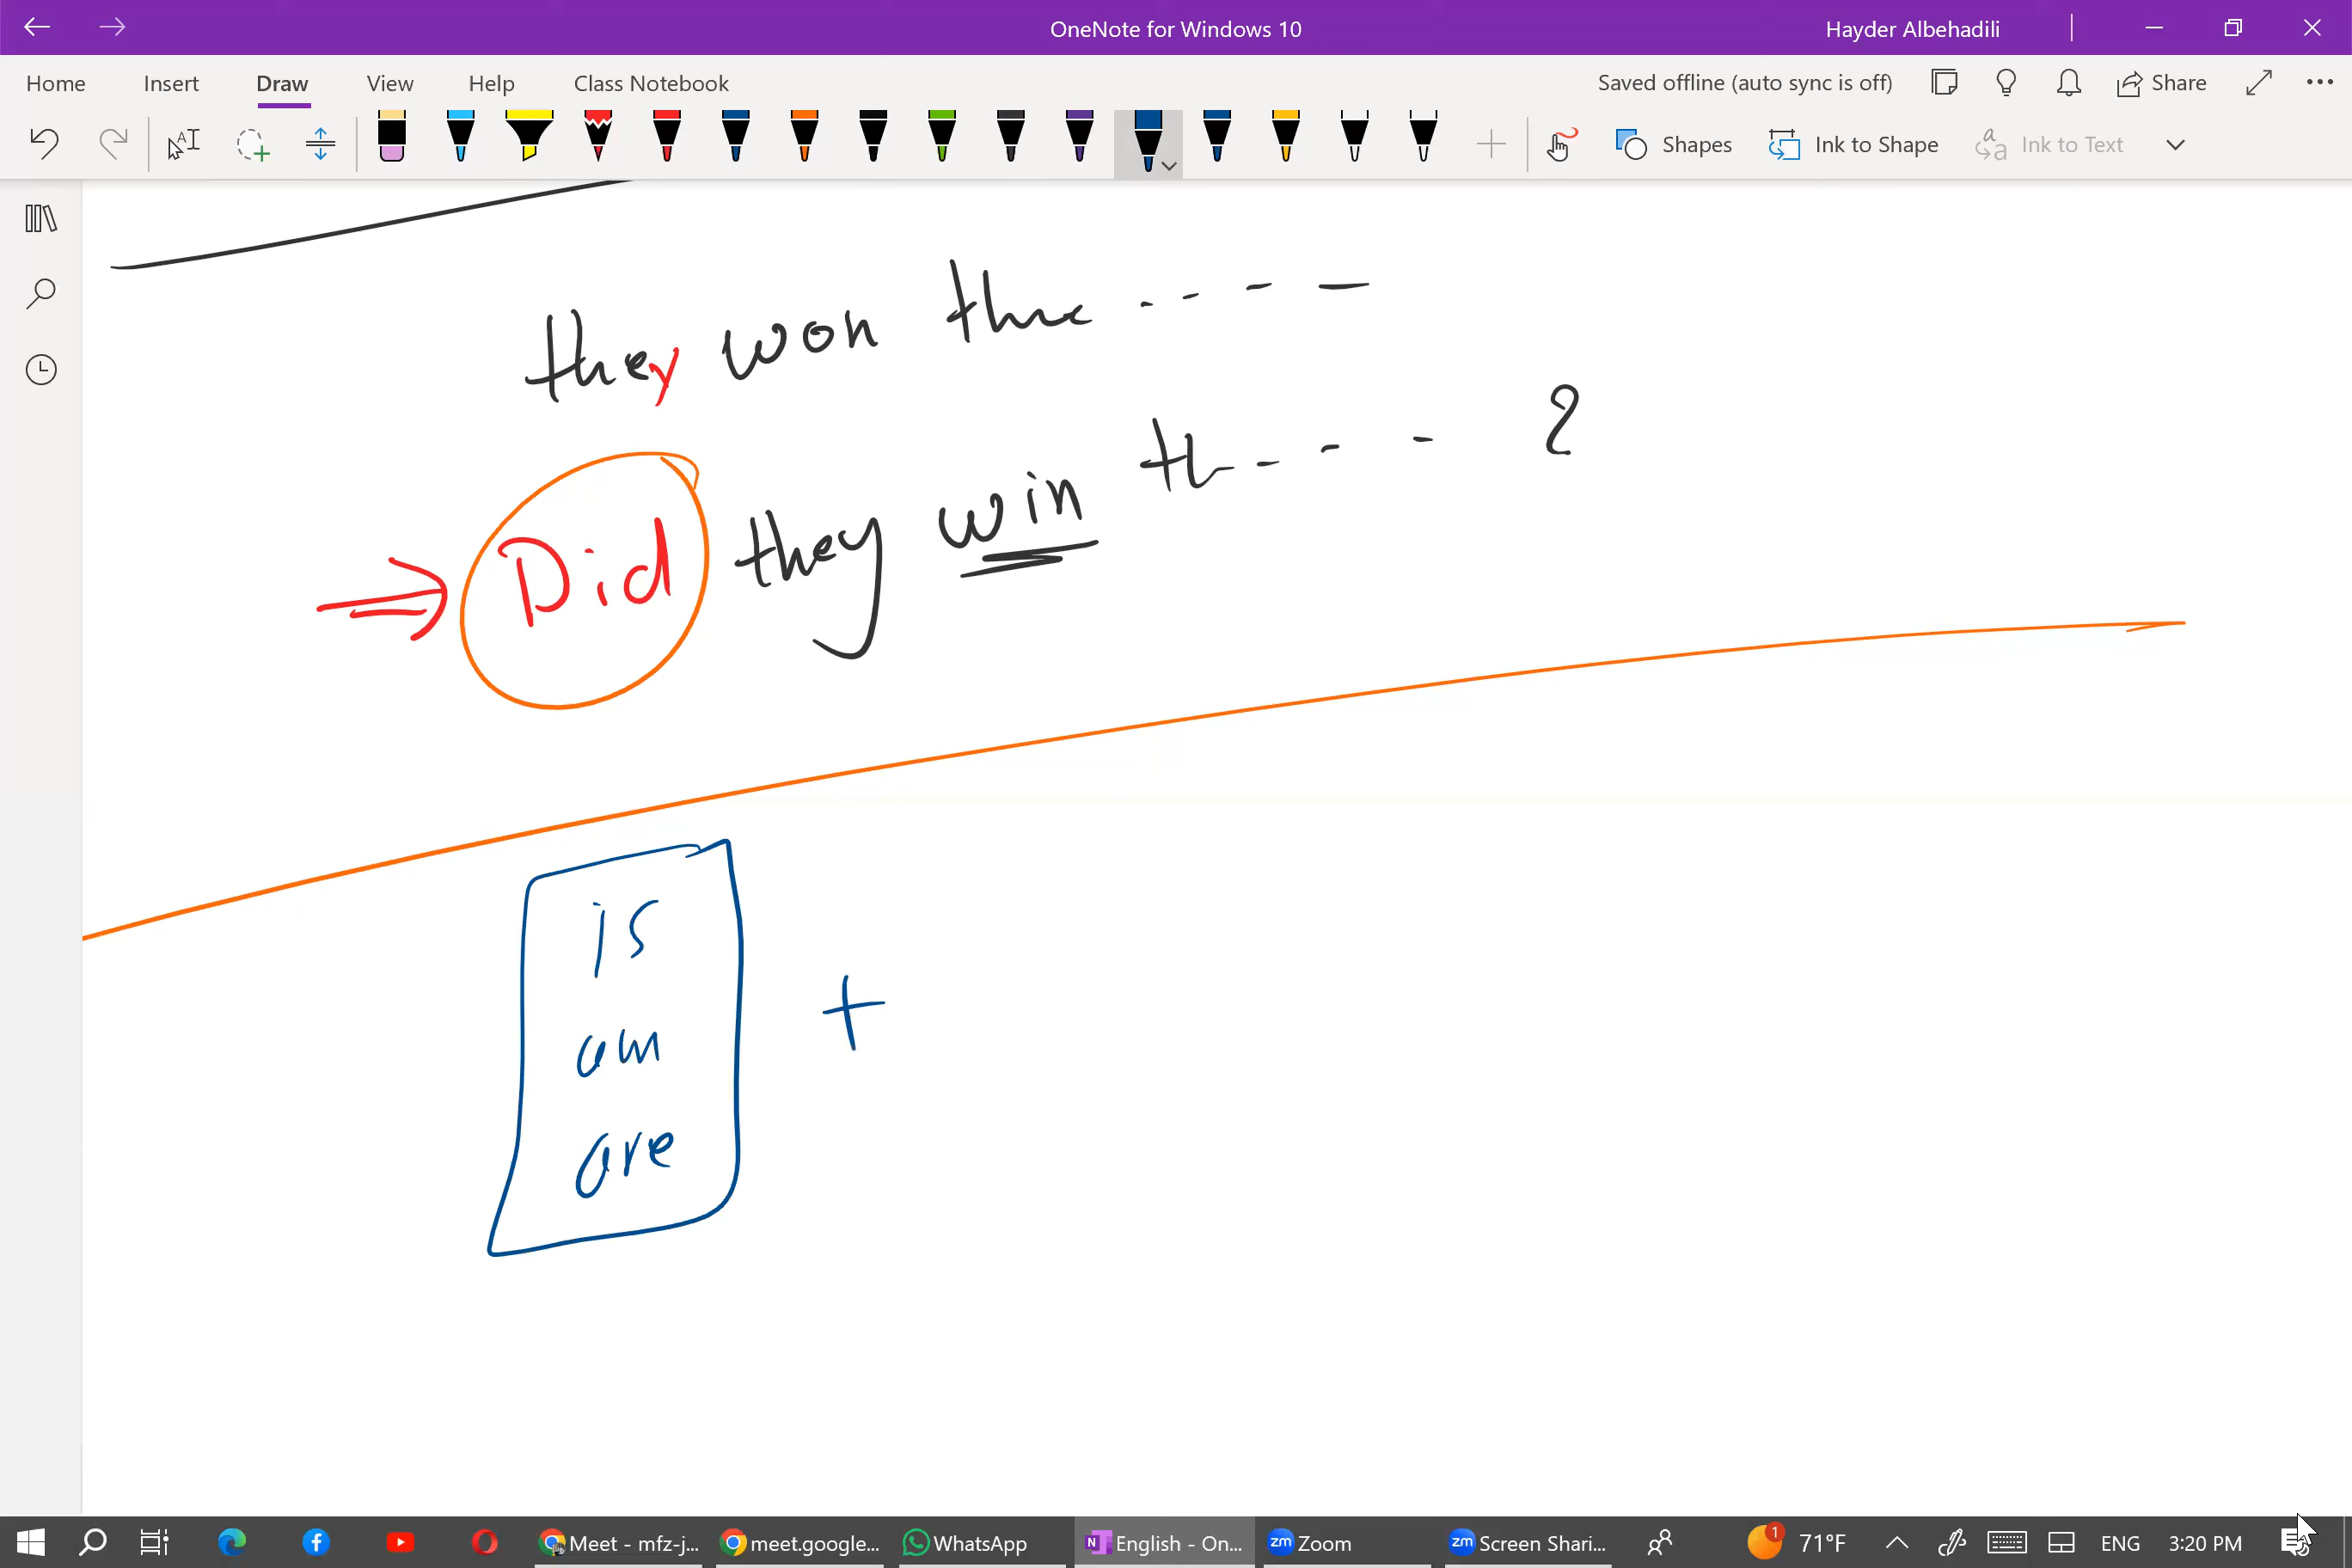 OneNote for Windows 10 Hayder Albehadili
Home Insert Draw View Help Class Notebook Saved offline (auto sync is off) Share
Shapes Ink to Shape Ink to Text
they won the .. - - —
Did they win th- - - - ?
is
+
am
are
Meet - mfz-j... meet.google... WhatsApp English - On... Zoom Screen Shari... 1 71°F ENG 3:20 PM